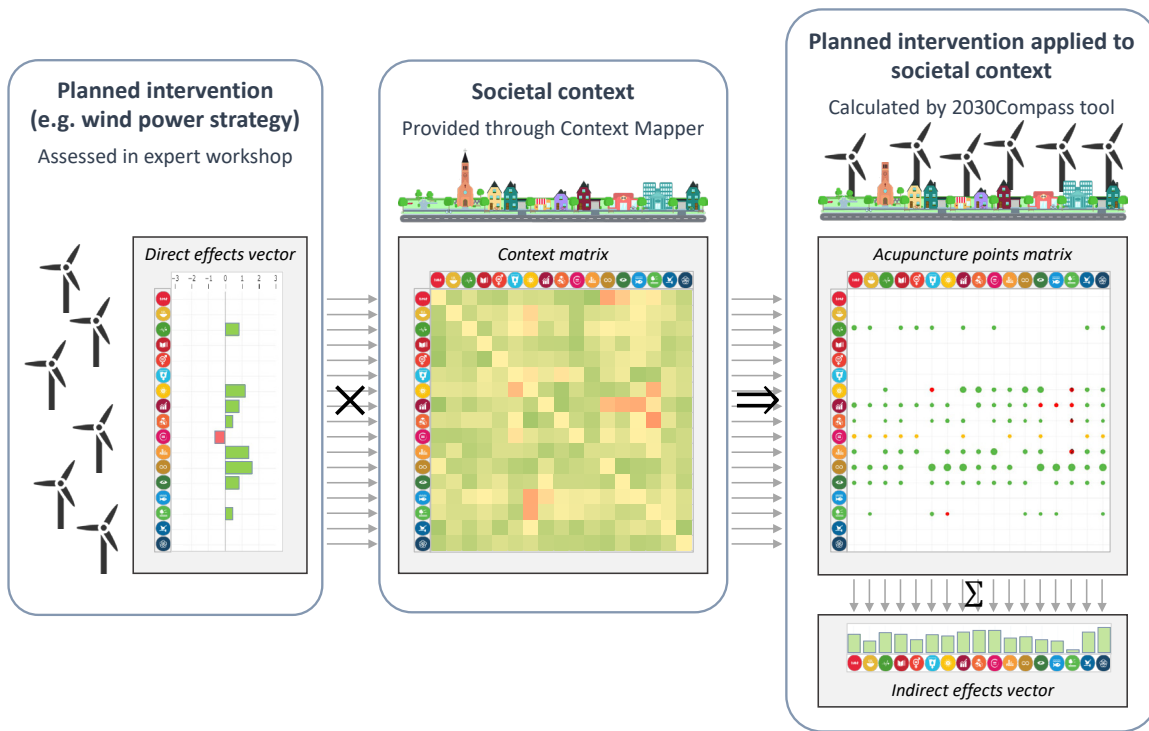 Planned intervention
(e.g. wind power strategy)
Assessed in expert workshop
Direct effects vector
−3 −2 −1 0 1 2 3
×
Societal context
Provided through Context Mapper
Context matrix
⇒
Planned intervention applied to
societal context
Calculated by 2030Compass tool
Acupuncture points matrix
Σ
Indirect effects vector